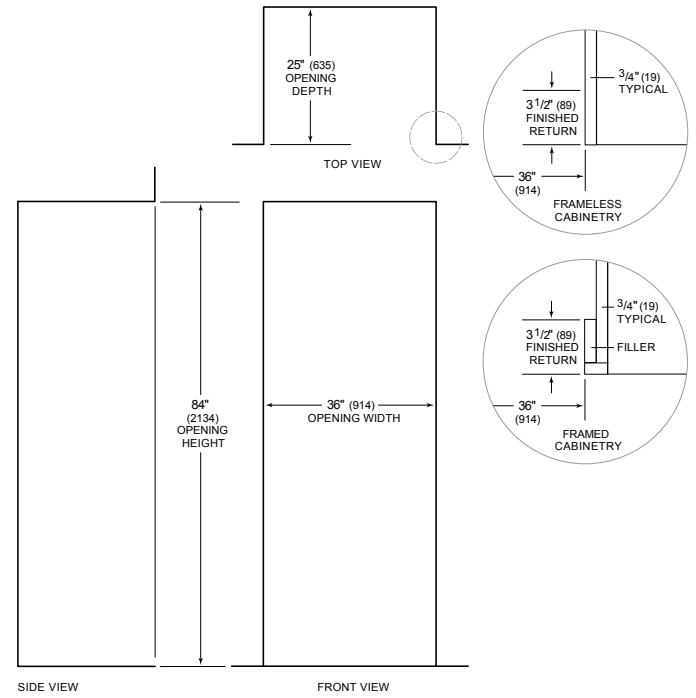 25" (635)
OPENING
DEPTH
TOP VIEW
3/4" (19)
TYPICAL
3 1/2" (89)
FINISHED
RETURN
36"
(914)
FRAMELESS
CABINETRY
3/4" (19)
TYPICAL
3 1/2" (89)
FINISHED
RETURN
FILLER
36"
(914)
FRAMED
CABINETRY
84"
(2134)
OPENING
HEIGHT
36" (914)
OPENING WIDTH
SIDE VIEW
FRONT VIEW